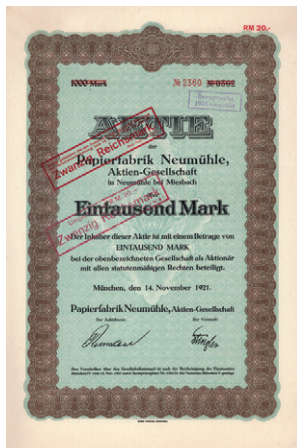 RM 20.-
1000 Mark
№ 2360 № 0362
AKTIE
der
Papierfabrik Neumühle,
Aktien-Gesellschaft
in Neumühle bei Miesbach
Zwanzig Reichsmark
Eintausend Mark
Zwanzig Reichsmark
Der Inhaber dieser Aktie ist mit einem Betrage von
EINTAUSEND MARK
bei der obenbezeichneten Gesellschaft als Aktionär
mit allen statutenmäßigen Rechten beteiligt.
München, den 14. November 1921.
Papierfabrik Neumühle, Aktien-Gesellschaft
Der Aufsichtsrat: Der Vorstand: